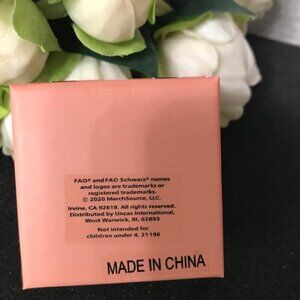 FAO® and FAO Schwarz® names
and logos are trademarks or
registered trademarks.
© 2020 MerchSource, LLC.
Irvine, CA 92618. All rights reserved.
Distributed by Uncas International,
West Warwick, RI, 02893
Not intended for
children under 4, 21196
MADE IN CHINA